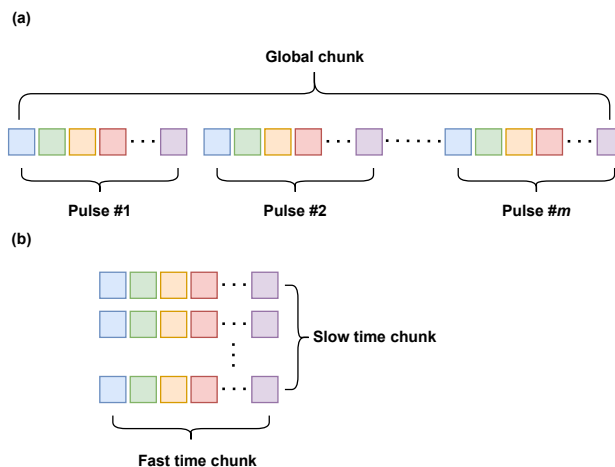 (a)
Global chunk
Pulse #1
Pulse #2
Pulse #m
(b)
Slow time chunk
Fast time chunk